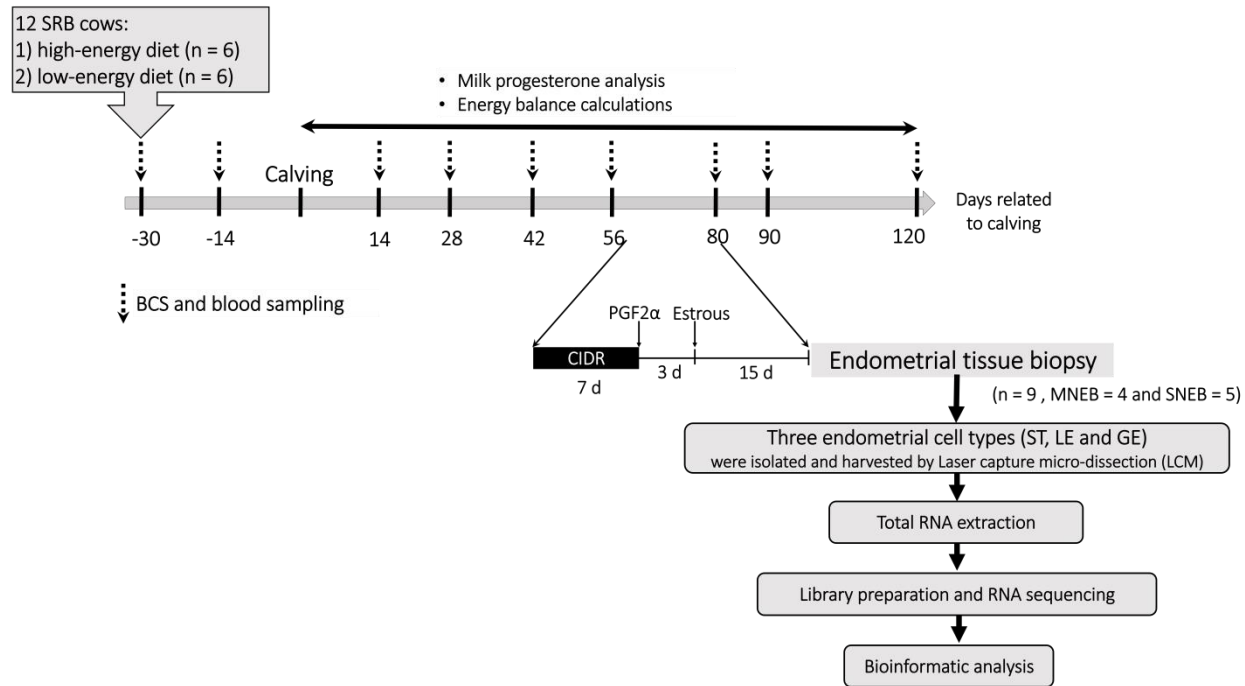 12 SRB cows:
1) high-energy diet (n = 6)
2) low-energy diet (n = 6)
• Milk progesterone analysis
• Energy balance calculations
Calving
-30 -14 14 28 42 56 80 90 120
Days related
to calving
BCS and blood sampling
PGF2α Estrous
CIDR
7 d 3 d 15 d
Endometrial tissue biopsy
(n = 9 , MNEB = 4 and SNEB = 5)
Three endometrial cell types (ST, LE and GE)
were isolated and harvested by Laser capture micro-dissection (LCM)
Total RNA extraction
Library preparation and RNA sequencing
Bioinformatic analysis